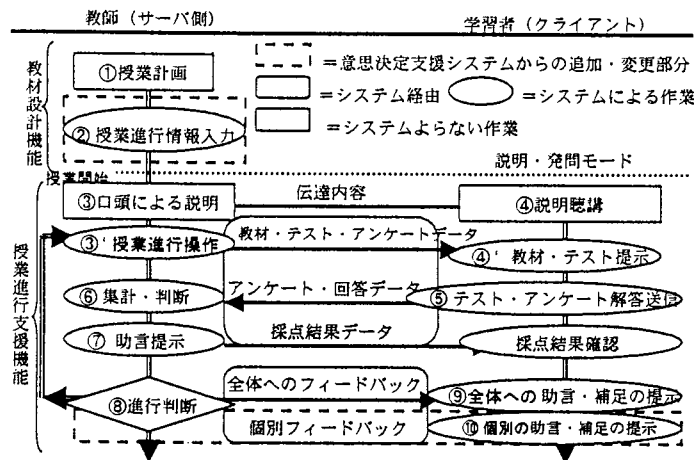 教師（サーバ側）
学習者（クライアント）
教材設計機能
①授業計画
＝意思決定支援システムからの追加・変更部分
＝システム経由
＝システムによる作業
②授業進行情報入力
＝システムよらない作業
説明・発問モード
授業開始
授業進行支援機能
③口頭による説明
伝達内容
④説明聴講
③'授業進行操作
教材・テスト・アンケートデータ
④'教材・テスト提示
アンケート・回答データ
⑥集計・判断
⑤テスト・アンケート解答送信
⑦助言提示
採点結果データ
採点結果確認
全体へのフィードバック
⑧進行判断
⑨全体への助言・補足の提示
個別フィードバック
⑩個別の助言・補足の提示